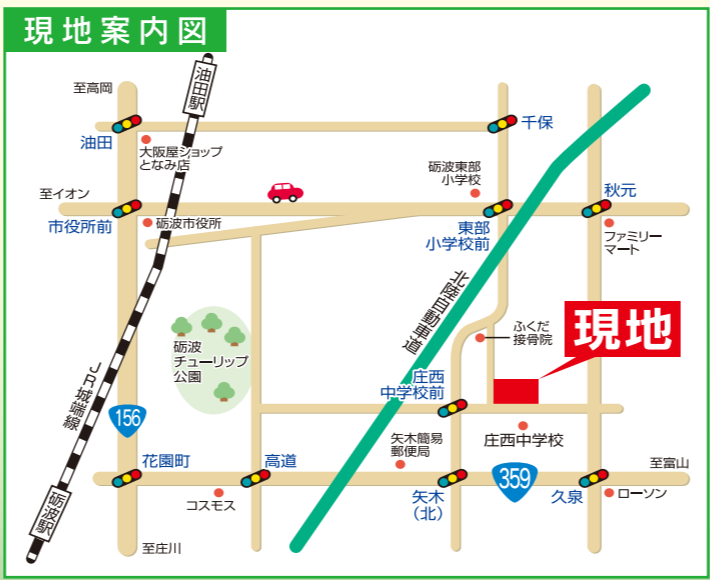 現地案内図
油田駅
至高岡
油田
大阪屋ショップ
となみ店
千保
砺波東部
小学校
至イオン
市役所前
砺波市役所
東部
小学校前
秋元
ファミリー
マート
北陸自動車道
ふくだ
接骨院
現地
砺波
チューリップ
公園
庄西
中学校前
JR城端線
156
矢木簡易
郵便局
庄西中学校
花園町
高道
359
至富山
コスモス
矢木
(北)
久泉
ローソン
砺波駅
至庄川